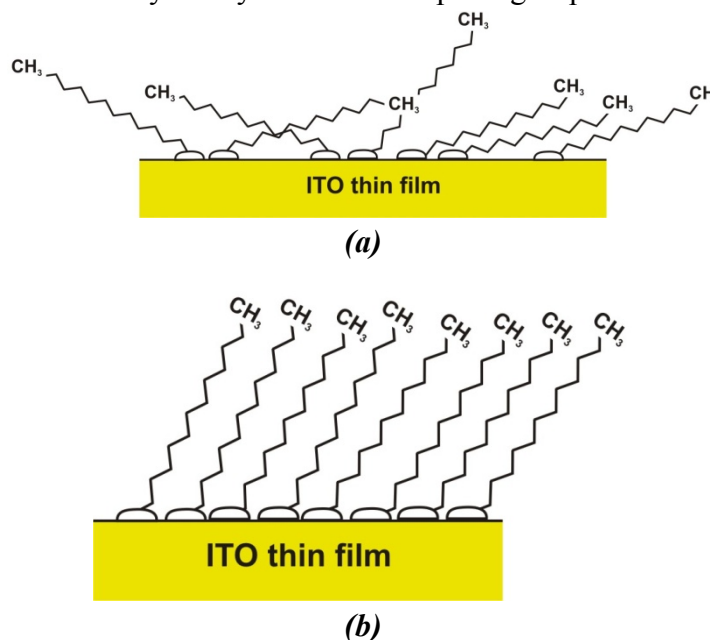 CH₃
CH₃
CH₃ CH₃ CH
CH₃ CH₃
ITO thin film
(a)
CH₃ CH₃ CH₃ CH₃ CH₃ CH₃ CH₃ CH₃
ITO thin film
(b)